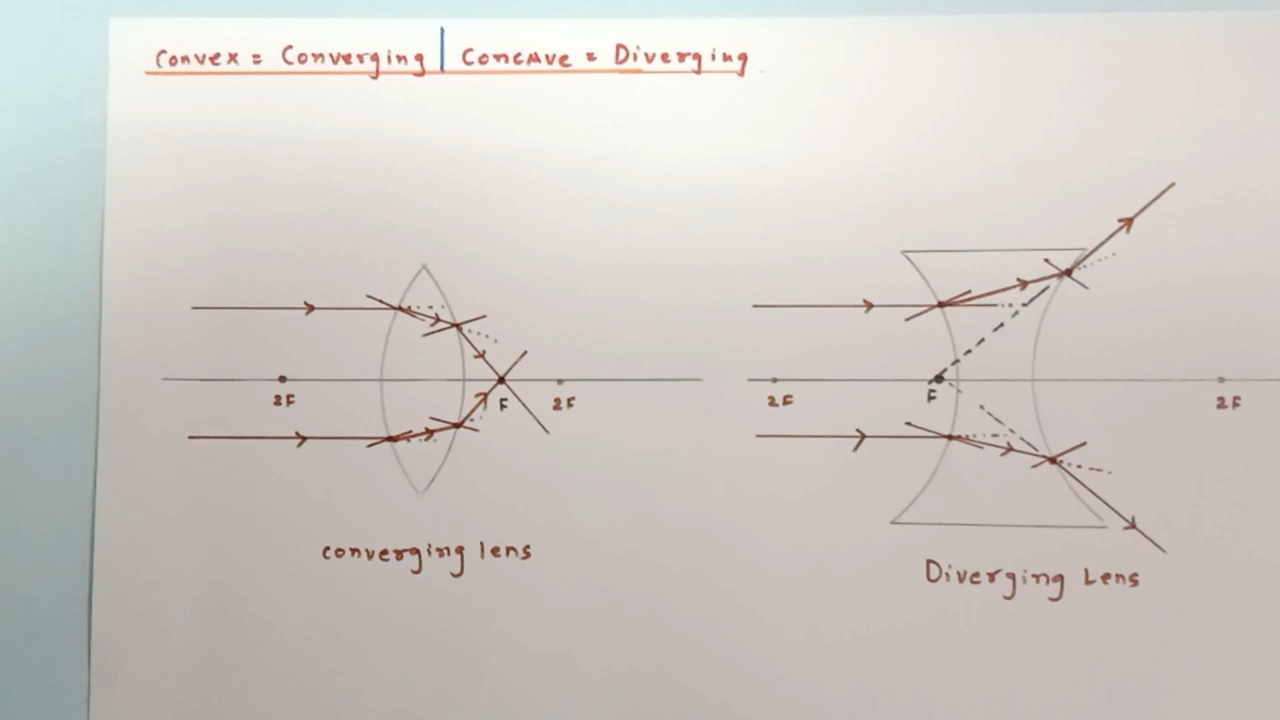 Convex = Converging | Concave = Diverging
2F
F
2F
2F
F
2F
converging lens
Diverging Lens